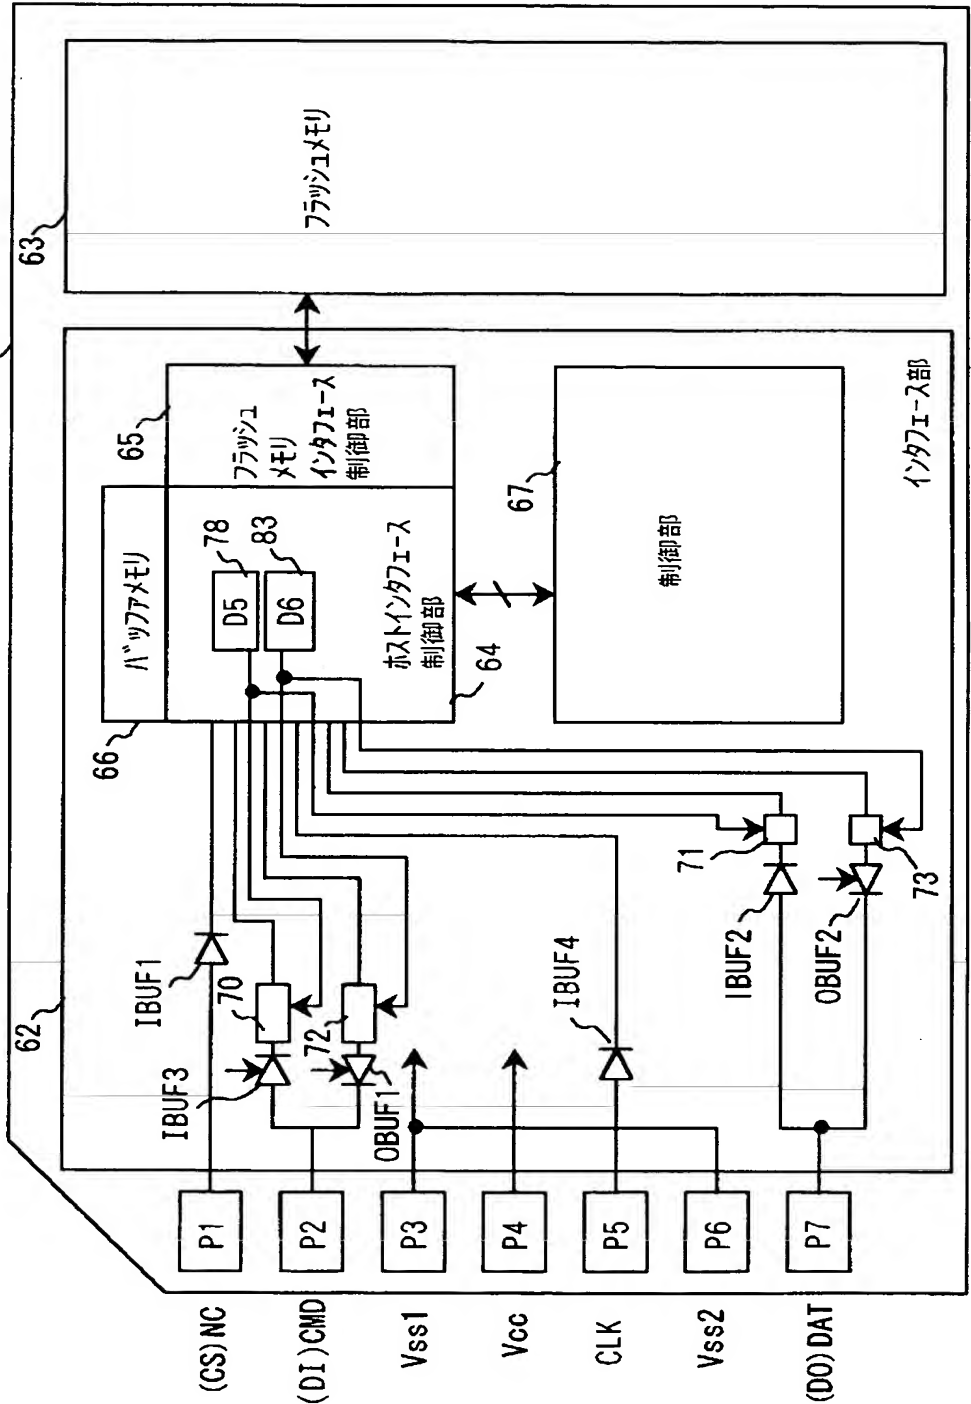 63
フラッシュメモリ
62
65
フラッシュ
メモリ
インタフェース
制御部
66
バッファメモリ
D5
78
D6
83
ホストインタフェース
制御部
64
67
制御部
インタフェース部
IBUF1
IBUF3
70
72
OBUF1
IBUF4
71
IBUF2
73
OBUF2
P1
P2
P3
P4
P5
P6
P7
(CS)NC
(DI)CMD
Vss1
Vcc
CLK
Vss2
(DO)DAT